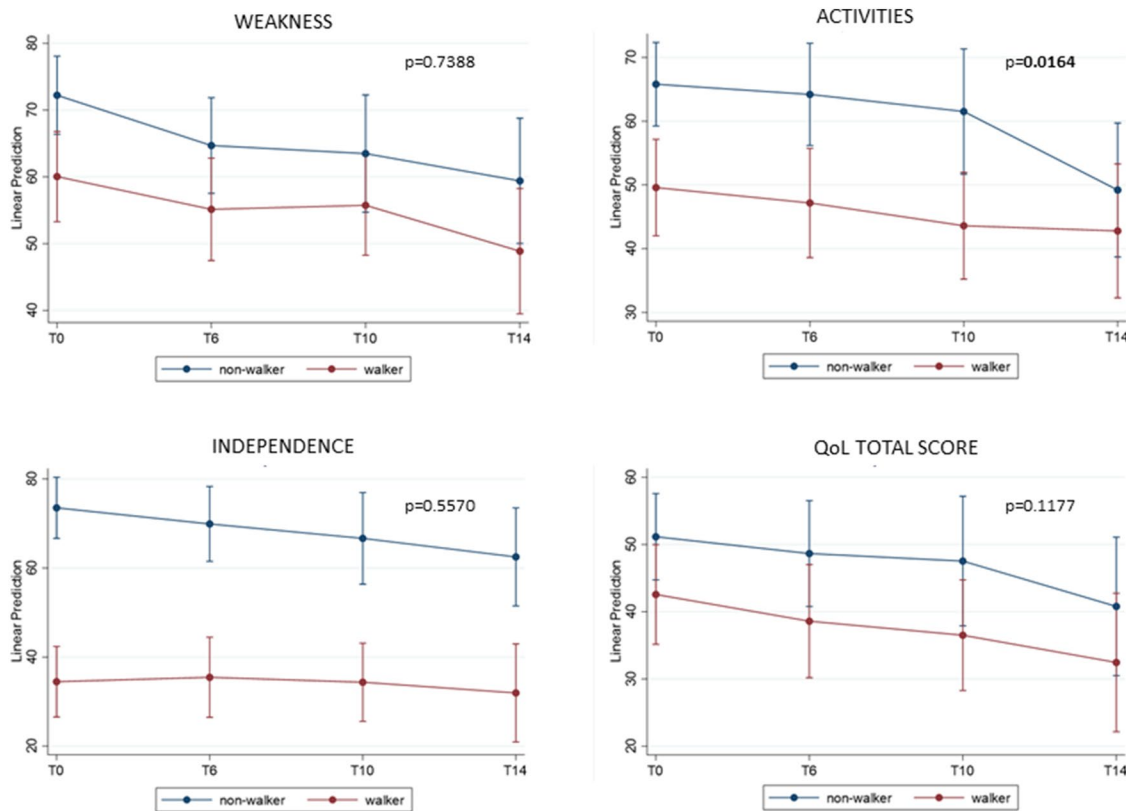 WEAKNESS
p=0.7388
Linear Prediction
80
70
60
50
40
T0 T6 T10 T14
non-walker walker
ACTIVITIES
p=0.0164
Linear Prediction
70
60
50
40
30
T0 T6 T10 T14
non-walker walker
INDEPENDENCE
p=0.5570
Linear Prediction
80
60
40
20
T0 T6 T10 T14
non-walker walker
QoL TOTAL SCORE
p=0.1177
Linear Prediction
60
50
40
30
20
T0 T6 T10 T14
non-walker walker